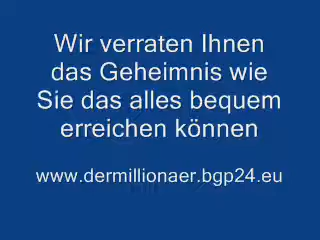 Wir verraten Ihnen
das Geheimnis wie
Sie das alles bequem
erreichen können
www.dermillionaer.bgp24.eu